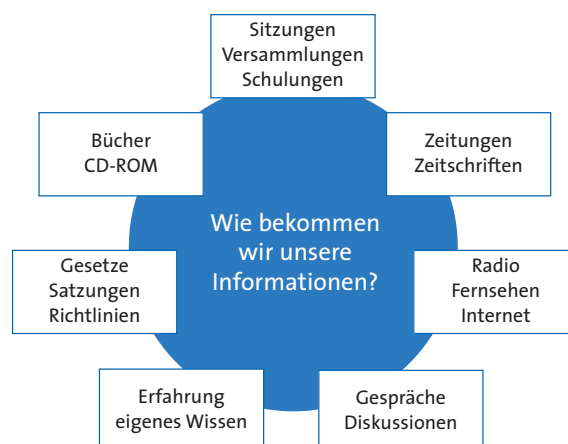 Sitzungen
Versammlungen
Schulungen
Bücher
CD-ROM
Zeitungen
Zeitschriften
Wie bekommen
wir unsere
Informationen?
Gesetze
Satzungen
Richtlinien
Radio
Fernsehen
Internet
Erfahrung
eigenes Wissen
Gespräche
Diskussionen